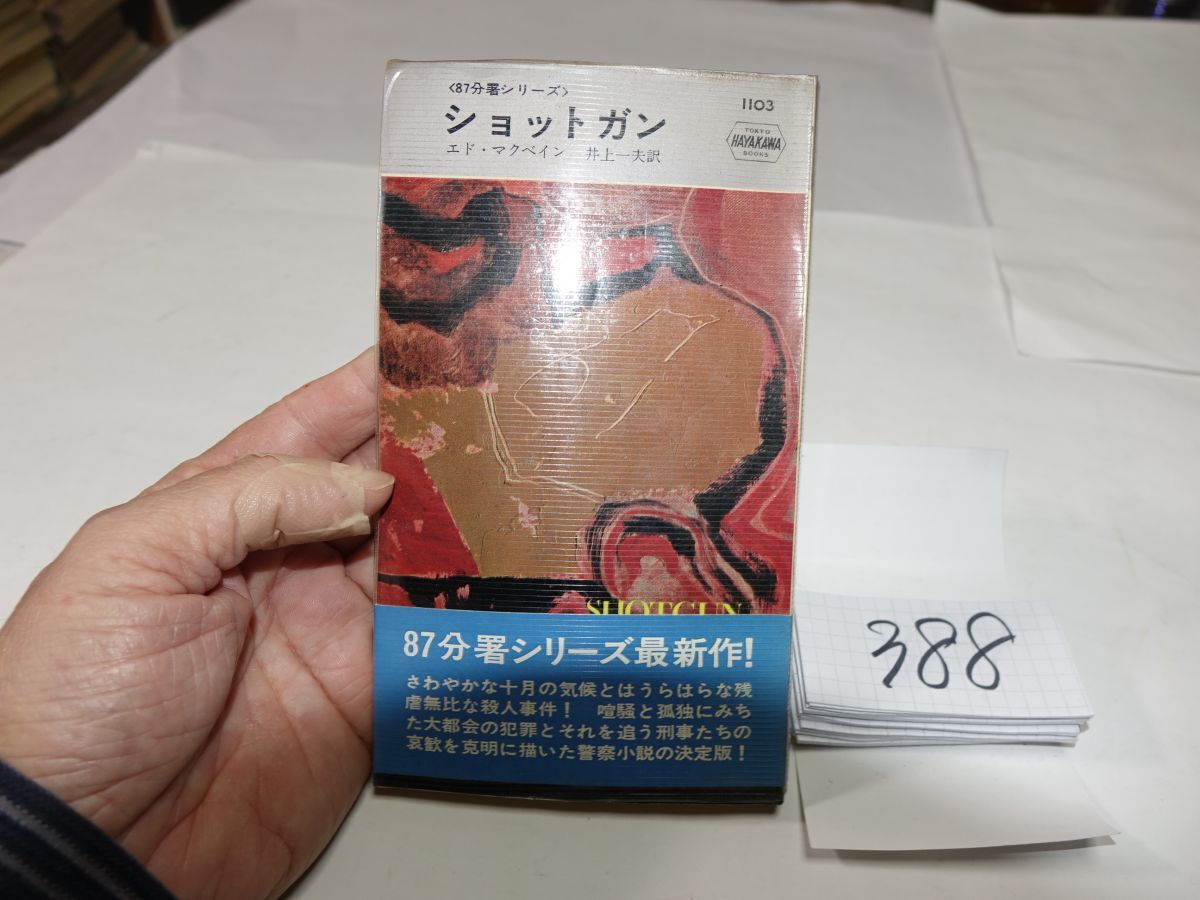 〈87分署シリーズ〉
ショットガン
エド・マクベイン 井上一夫訳
1103
TOKYO
HAYAKAWA
BOOKS
SHOTGUN
87分署シリーズ最新作!
さわやかな十月の気候とはうらはらな残
虐無比な殺人事件! 喧騒と孤独にみち
た大都会の犯罪とそれを追う刑事たちの
哀歓を克明に描いた警察小説の決定版!
388